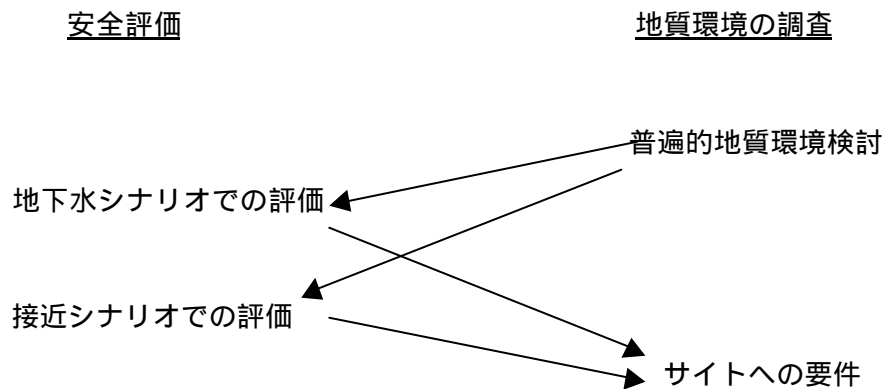 安全評価
地質環境の調査
普遍的地質環境検討
地下水シナリオでの評価
接近シナリオでの評価
サイトへの要件